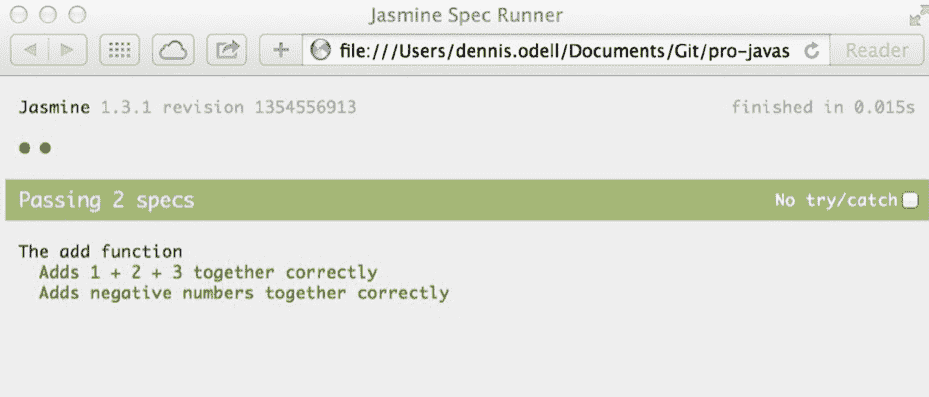 Jasmine Spec Runner
file:///Users/dennis.odell/Documents/Git/pro-javas
Reader
Jasmine 1.3.1 revision 1354556913
finished in 0.015s
Passing 2 specs
No try/catch
The add function
Adds 1 + 2 + 3 together correctly
Adds negative numbers together correctly